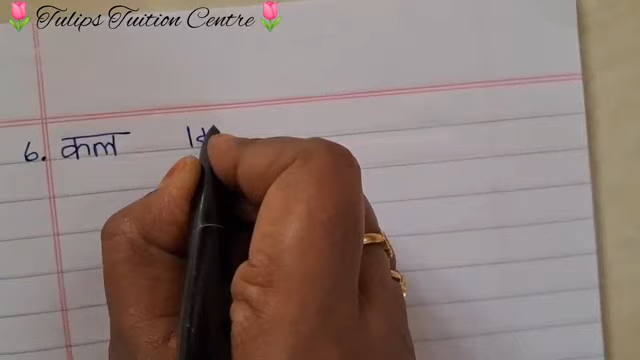 Tulips Tuition Centre
6. कल